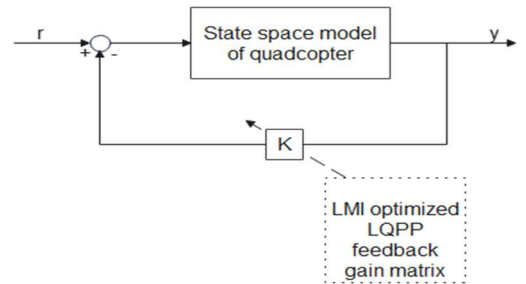 r
+
-
State space model
of quadcopter
y
K
LMI optimized
LQPP
feedback
gain matrix